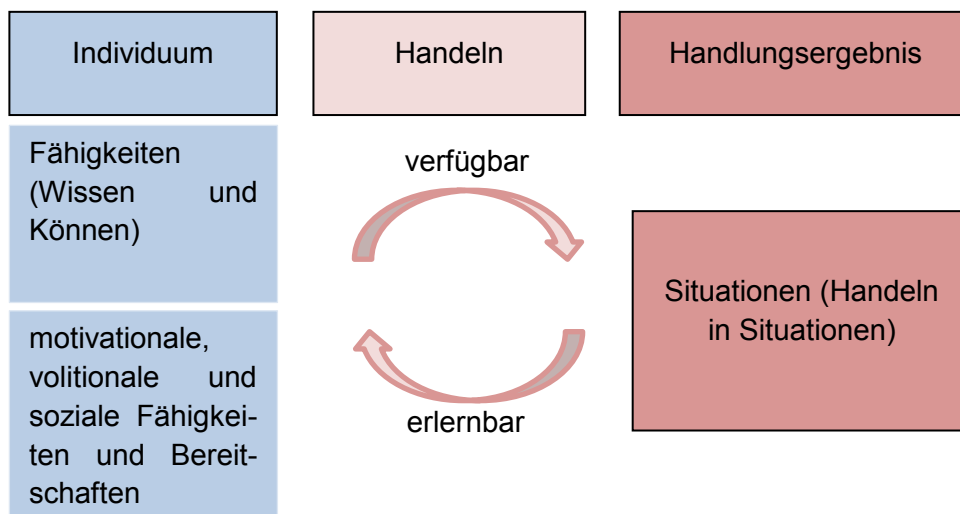 Individuum
Handeln
Handlungsergebnis
Fähigkeiten
(Wissen und
Können)
motivationale,
volitionale und
soziale Fähigkei-
ten und Bereit-
schaften
verfügbar
erlernbar
Situationen (Handeln
in Situationen)